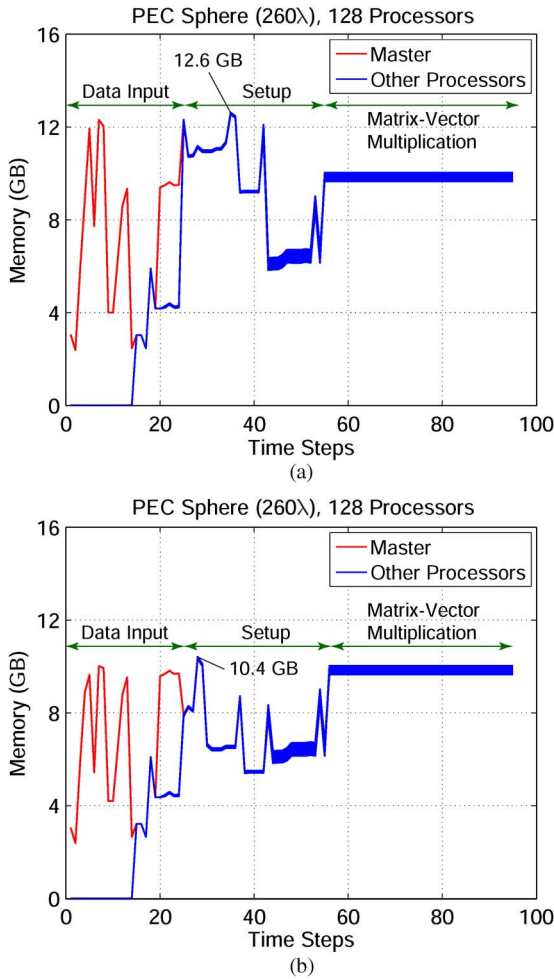 PEC Sphere (260λ), 128 Processors
16
12
8
4
0
Memory (GB)
12.6 GB
Master
Other Processors
Data Input
Setup
Matrix-Vector
Multiplication
0 20 40 60 80 100
Time Steps
(a)
PEC Sphere (260λ), 128 Processors
16
12
8
4
0
Memory (GB)
Master
Other Processors
Data Input
Setup
Matrix-Vector
Multiplication
10.4 GB
0 20 40 60 80 100
Time Steps
(b)